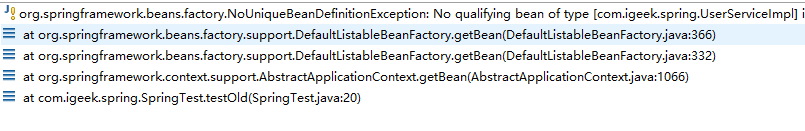 org.springframework.beans.factory.NoUniqueBeanDefinitionException: No qualifying bean of type [com.igeek.spring.UserServiceImpl] i
at org.springframework.beans.factory.support.DefaultListableBeanFactory.getBean(DefaultListableBeanFactory.java:366)
at org.springframework.beans.factory.support.DefaultListableBeanFactory.getBean(DefaultListableBeanFactory.java:332)
at org.springframework.context.support.AbstractApplicationContext.getBean(AbstractApplicationContext.java:1066)
at com.igeek.spring.SpringTest.testOld(SpringTest.java:20)